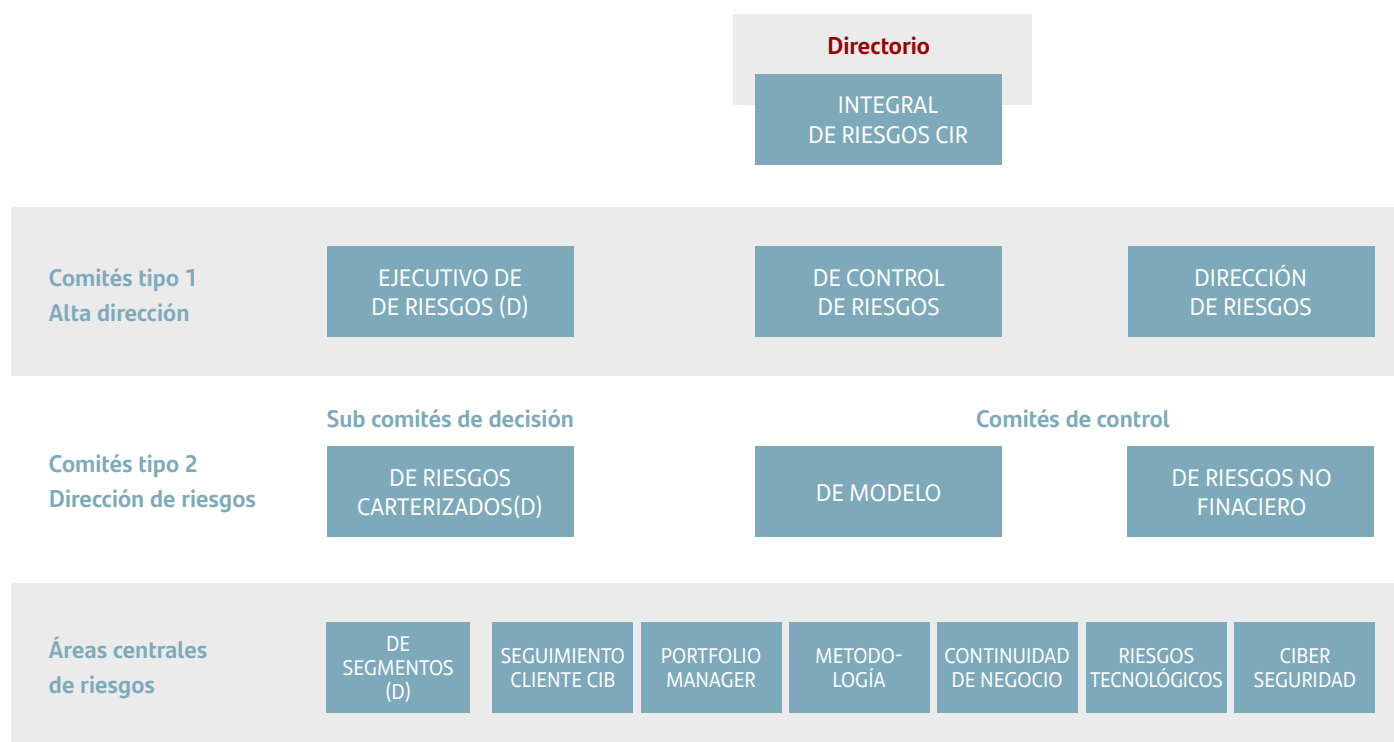 Directorio
INTEGRAL
DE RIESGOS CIR
Comités tipo 1
Alta dirección
EJECUTIVO DE
DE RIESGOS (D)
DE CONTROL
DE RIESGOS
DIRECCIÓN
DE RIESGOS
Sub comités de decisión
Comités de control
Comités tipo 2
Dirección de riesgos
DE RIESGOS
CARTERIZADOS(D)
DE MODELO
DE RIESGOS NO
FINACIERO
Áreas centrales
de riesgos
DE
SEGMENTOS
(D)
SEGUIMIENTO
CLIENTE CIB
PORTFOLIO
MANAGER
METODO-
LOGÍA
CONTINUIDAD
DE NEGOCIO
RIESGOS
TECNOLÓGICOS
CIBER
SEGURIDAD